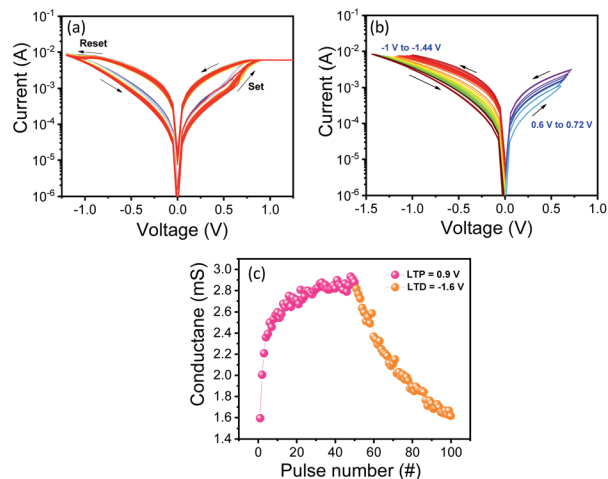 (a)
Reset
Set
Current (A)
10⁻¹
10⁻²
10⁻³
10⁻⁴
10⁻⁵
10⁻⁶
-1.0 -0.5 0.0 0.5 1.0
Voltage (V)
(b)
-1 V to -1.44 V
0.6 V to 0.72 V
Current (A)
10⁻¹
10⁻²
10⁻³
10⁻⁴
10⁻⁵
10⁻⁶
-1.5 -1.0 -0.5 0.0 0.5 1.0
Voltage (V)
(c)
LTP = 0.9 V
LTD = -1.6 V
Conductane (mS)
3.0
2.8
2.6
2.4
2.2
2.0
1.8
1.6
1.4
0 20 40 60 80 100
Pulse number (#)